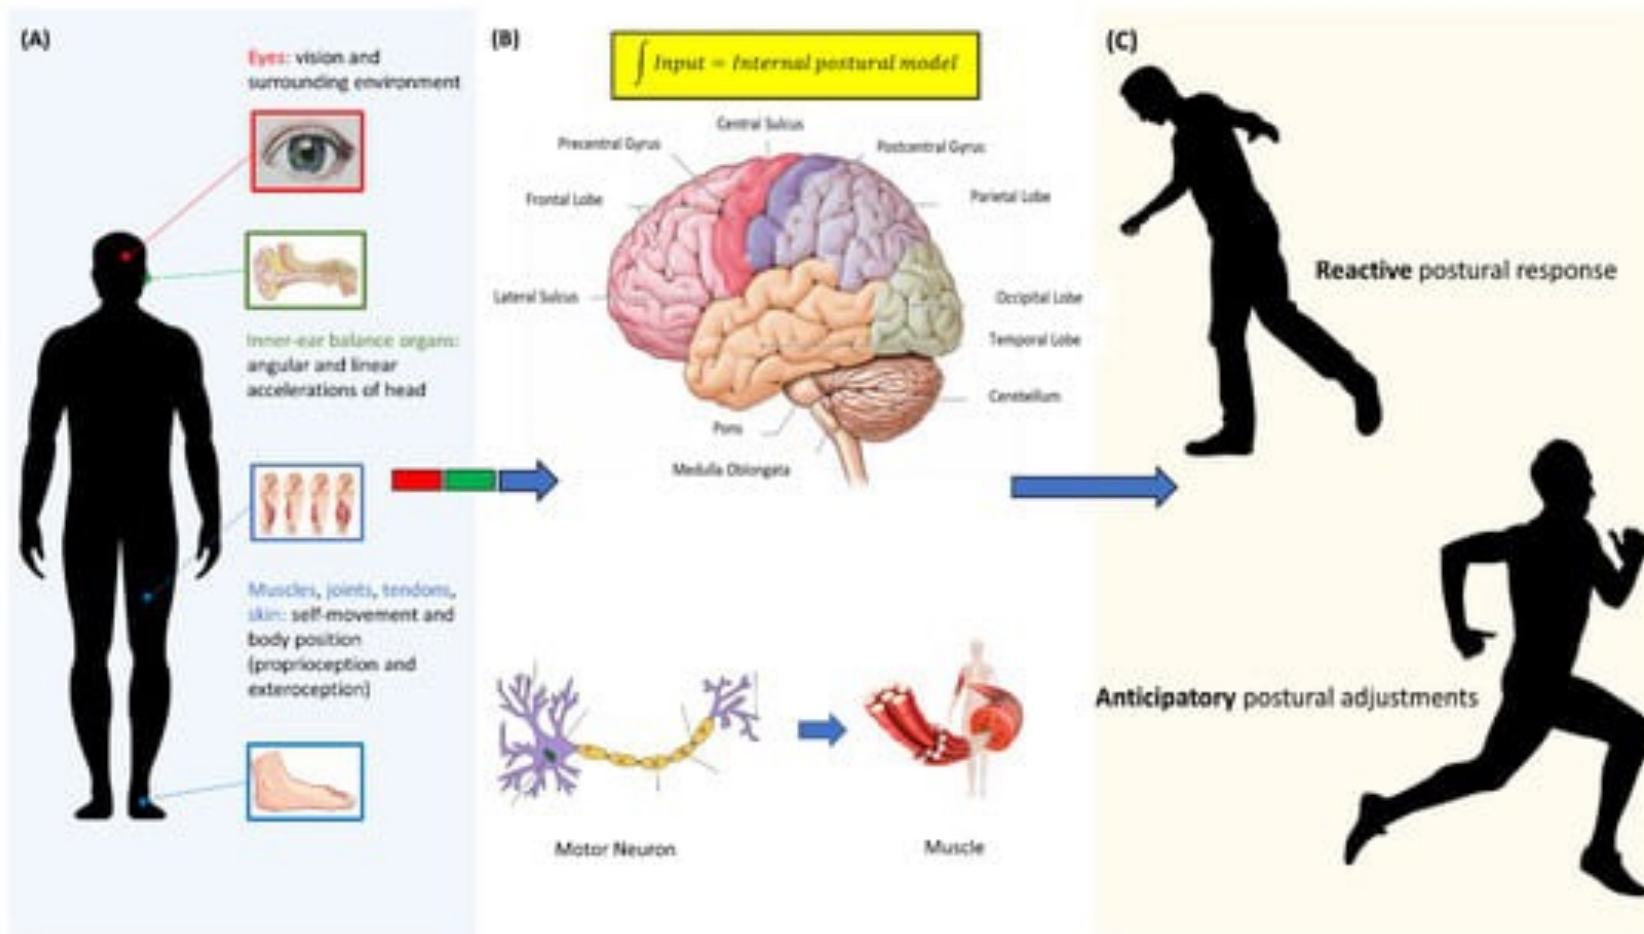 (A)
Eyes: vision and
surrounding environment
Inner-ear balance organs:
angular and linear
accelerations of head
Muscles, joints, tendons,
skin: self-movement and
body position
(proprioception and
exteroception)
(B)
∫ Input = Internal postural model
Central Sulcus
Precentral Gyrus
Postcentral Gyrus
Frontal Lobe
Parietal Lobe
Lateral Sulcus
Occipital Lobe
Temporal Lobe
Cerebellum
Pons
Medulla Oblongata
Motor Neuron
Muscle
(C)
Reactive postural response
Anticipatory postural adjustments